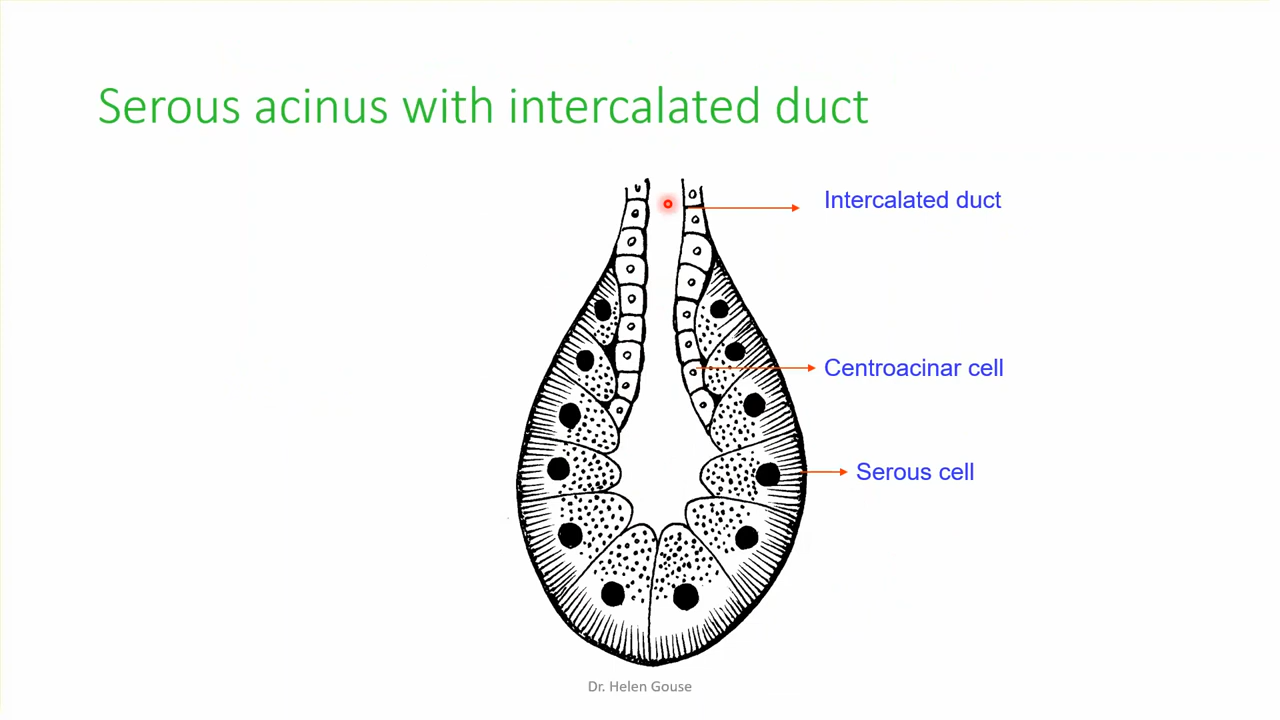 Serous acinus with intercalated duct
Intercalated duct
Centroacinar cell
Serous cell
Dr. Helen Gouse